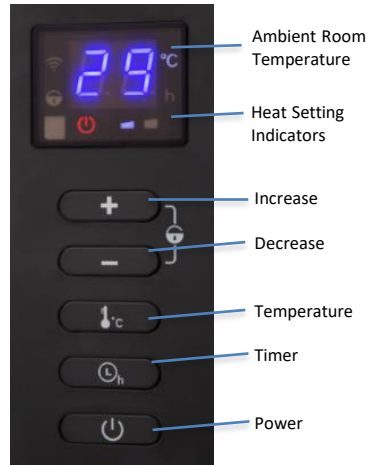 Ambient Room
Temperature
29 °C
h
Heat Setting
Indicators
+
Increase
−
Decrease
°C
Temperature
h
Timer
Power